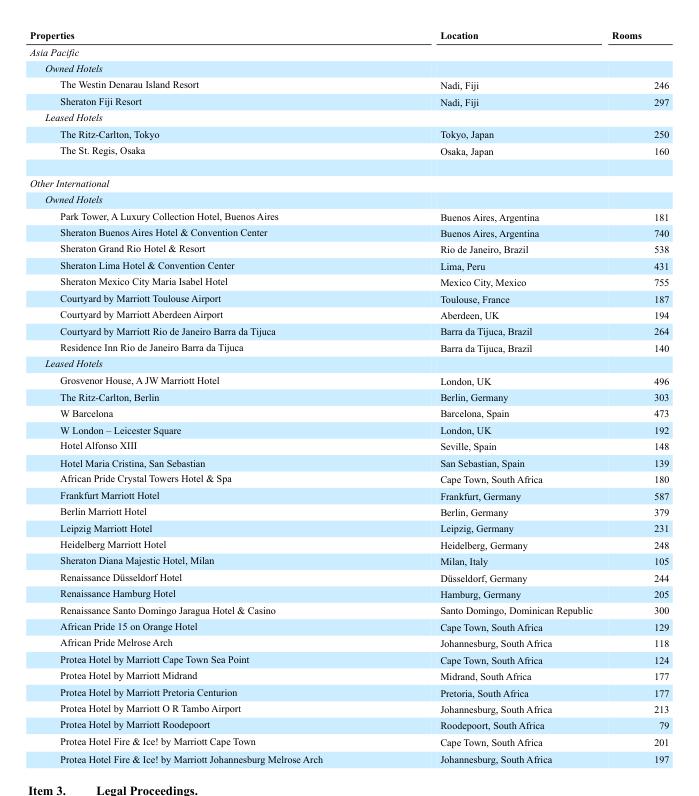 Properties Location Rooms
Asia Pacific
Owned Hotels
The Westin Denarau Island Resort Nadi, Fiji 246
Sheraton Fiji Resort Nadi, Fiji 297
Leased Hotels
The Ritz-Carlton, Tokyo Tokyo, Japan 250
The St. Regis, Osaka Osaka, Japan 160
Other International
Owned Hotels
Park Tower, A Luxury Collection Hotel, Buenos Aires Buenos Aires, Argentina 181
Sheraton Buenos Aires Hotel & Convention Center Buenos Aires, Argentina 740
Sheraton Grand Rio Hotel & Resort Rio de Janeiro, Brazil 538
Sheraton Lima Hotel & Convention Center Lima, Peru 431
Sheraton Mexico City Maria Isabel Hotel Mexico City, Mexico 755
Courtyard by Marriott Toulouse Airport Toulouse, France 187
Courtyard by Marriott Aberdeen Airport Aberdeen, UK 194
Courtyard by Marriott Rio de Janeiro Barra da Tijuca Barra da Tijuca, Brazil 264
Residence Inn Rio de Janeiro Barra da Tijuca Barra da Tijuca, Brazil 140
Leased Hotels
Grosvenor House, A JW Marriott Hotel London, UK 496
The Ritz-Carlton, Berlin Berlin, Germany 303
W Barcelona Barcelona, Spain 473
W London – Leicester Square London, UK 192
Hotel Alfonso XIII Seville, Spain 148
Hotel Maria Cristina, San Sebastian San Sebastian, Spain 139
African Pride Crystal Towers Hotel & Spa Cape Town, South Africa 180
Frankfurt Marriott Hotel Frankfurt, Germany 587
Berlin Marriott Hotel Berlin, Germany 379
Leipzig Marriott Hotel Leipzig, Germany 231
Heidelberg Marriott Hotel Heidelberg, Germany 248
Sheraton Diana Majestic Hotel, Milan Milan, Italy 105
Renaissance Düsseldorf Hotel Düsseldorf, Germany 244
Renaissance Hamburg Hotel Hamburg, Germany 205
Renaissance Santo Domingo Jaragua Hotel & Casino Santo Domingo, Dominican Republic 300
African Pride 15 on Orange Hotel Cape Town, South Africa 129
African Pride Melrose Arch Johannesburg, South Africa 118
Protea Hotel by Marriott Cape Town Sea Point Cape Town, South Africa 124
Protea Hotel by Marriott Midrand Midrand, South Africa 177
Protea Hotel by Marriott Pretoria Centurion Pretoria, South Africa 177
Protea Hotel by Marriott O R Tambo Airport Johannesburg, South Africa 213
Protea Hotel by Marriott Roodepoort Roodepoort, South Africa 79
Protea Hotel Fire & Ice! by Marriott Cape Town Cape Town, South Africa 201
Protea Hotel Fire & Ice! by Marriott Johannesburg Melrose Arch Johannesburg, South Africa 197
Item 3. Legal Proceedings.